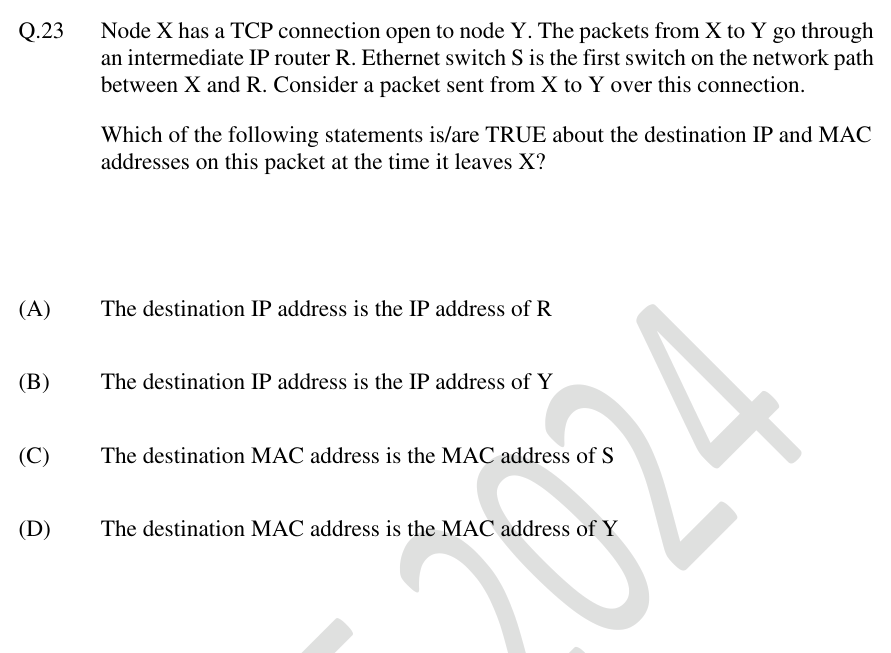 Q.23 Node X has a TCP connection open to node Y. The packets from X to Y go through
an intermediate IP router R. Ethernet switch S is the first switch on the network path
between X and R. Consider a packet sent from X to Y over this connection.
Which of the following statements is/are TRUE about the destination IP and MAC
addresses on this packet at the time it leaves X?
(A) The destination IP address is the IP address of R
(B) The destination IP address is the IP address of Y
(C) The destination MAC address is the MAC address of S
(D) The destination MAC address is the MAC address of Y
2024